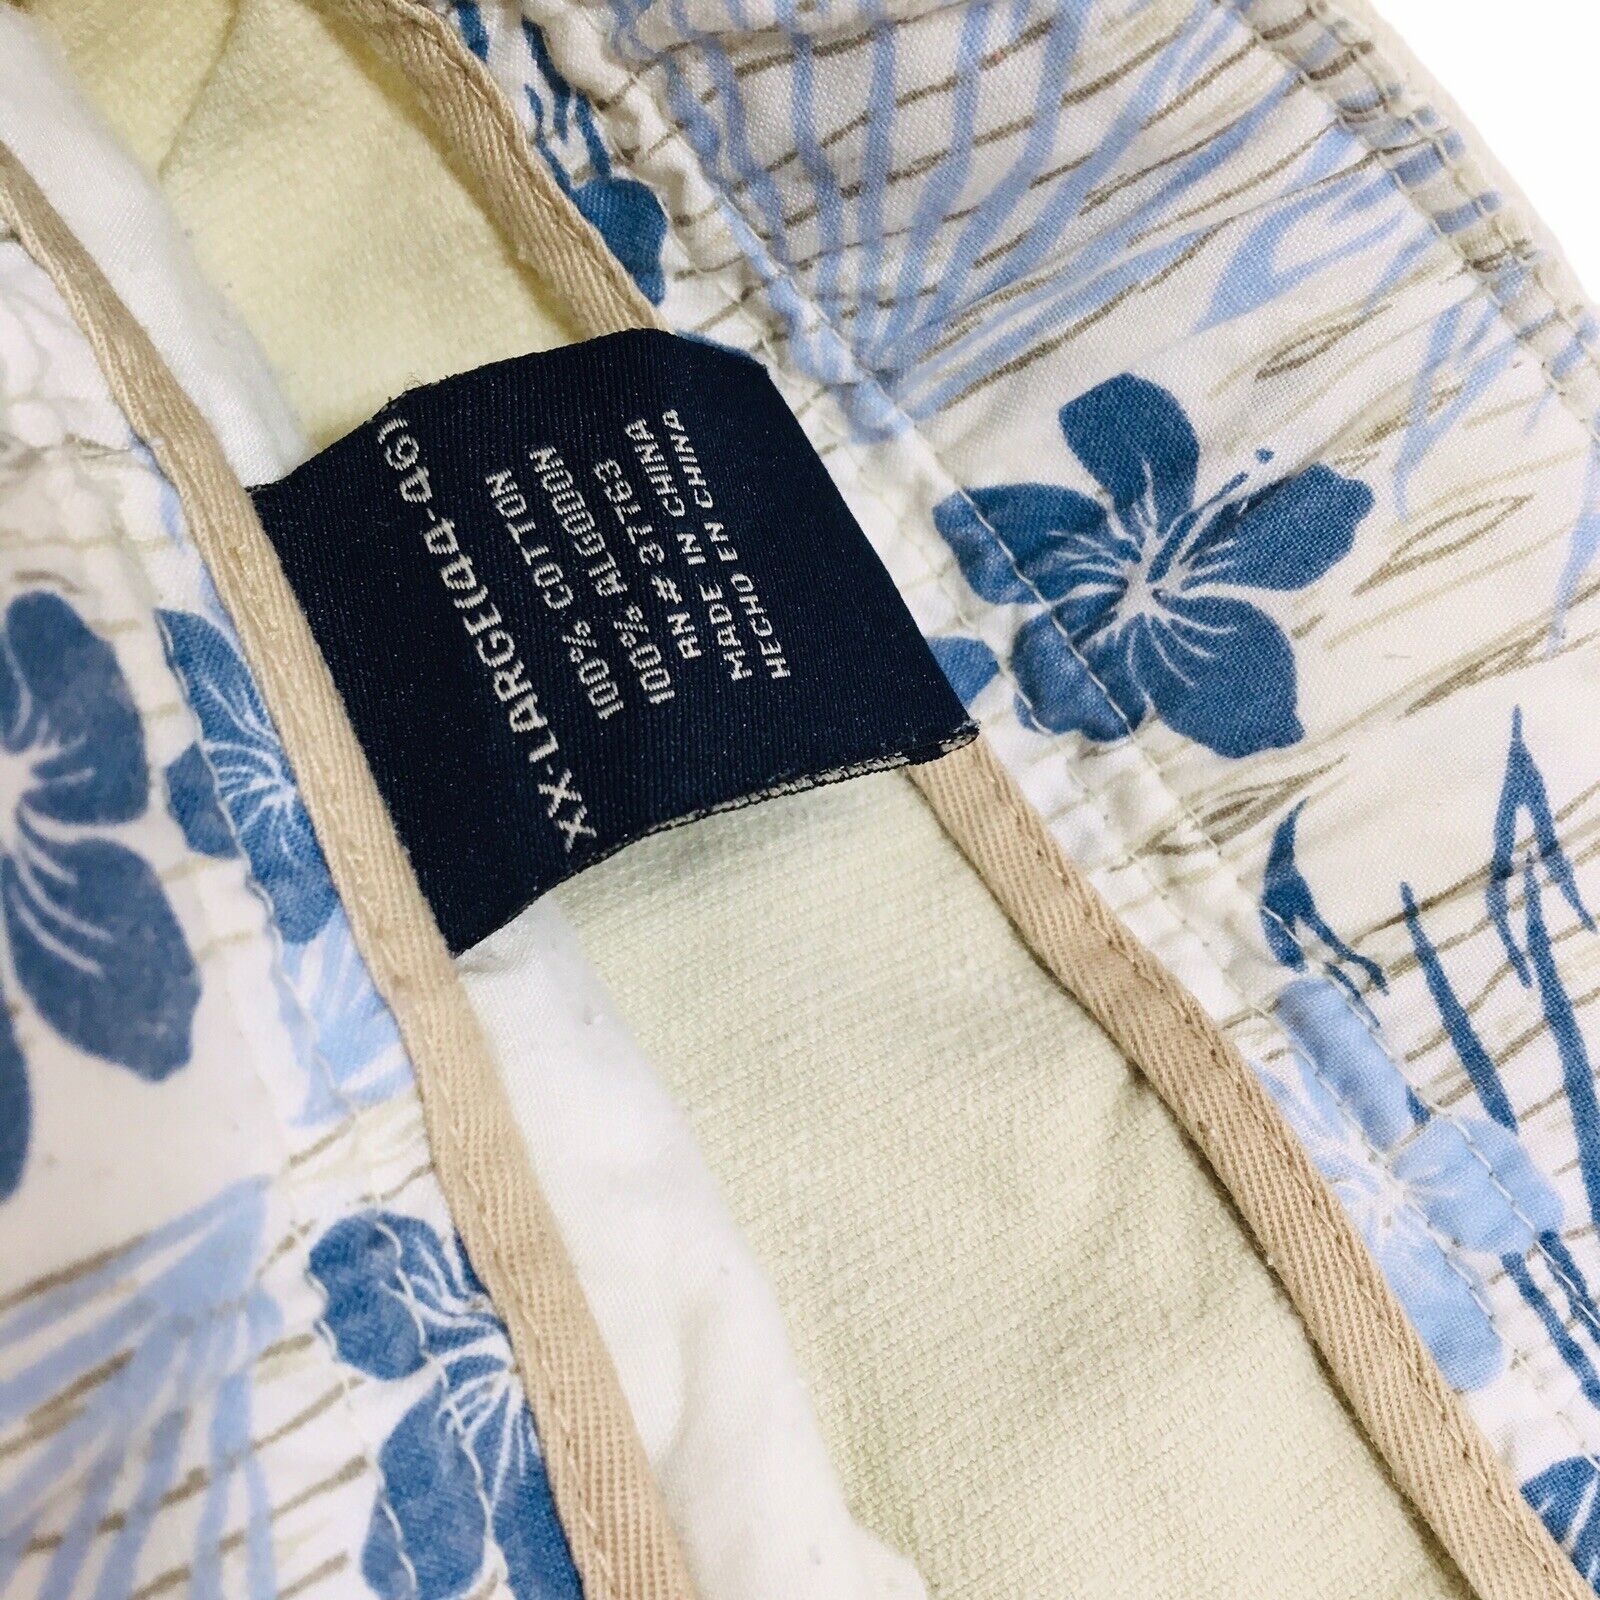 XX-LARGE(44-46)
100% COTTON
100% ALGODON
RN # 37763
MADE IN CHINA
HECHO EN CHINA